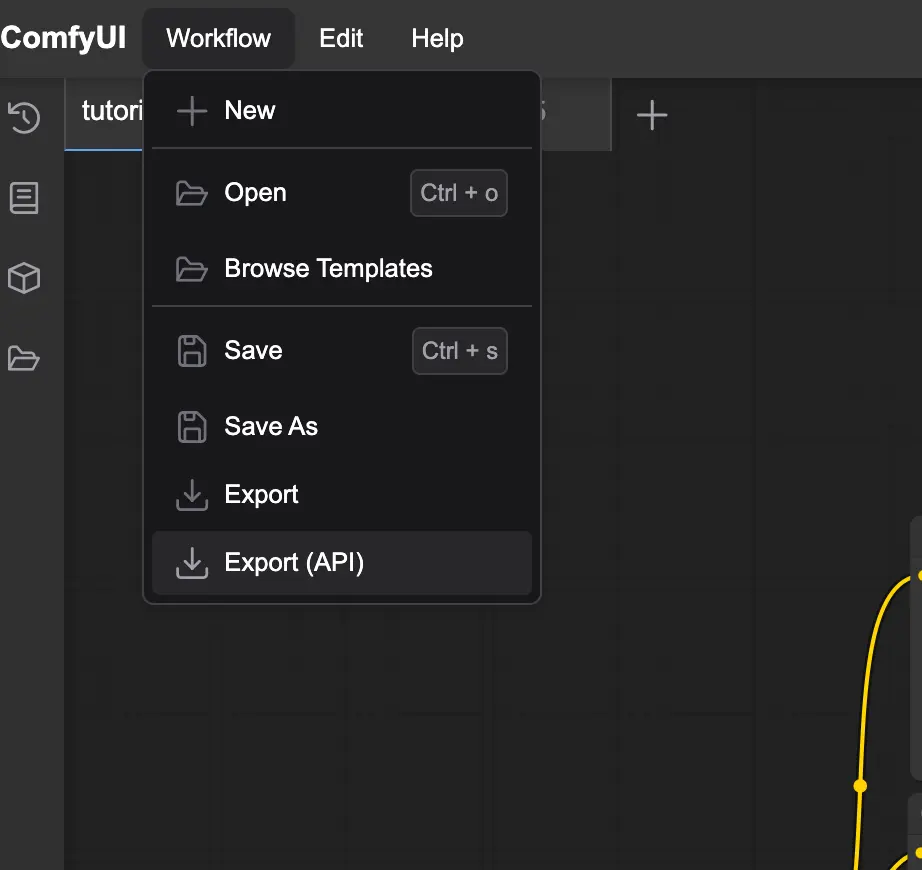 ComfyUI Workflow Edit Help
tutori
New
Open Ctrl + o
Browse Templates
Save Ctrl + s
Save As
Export
Export (API)